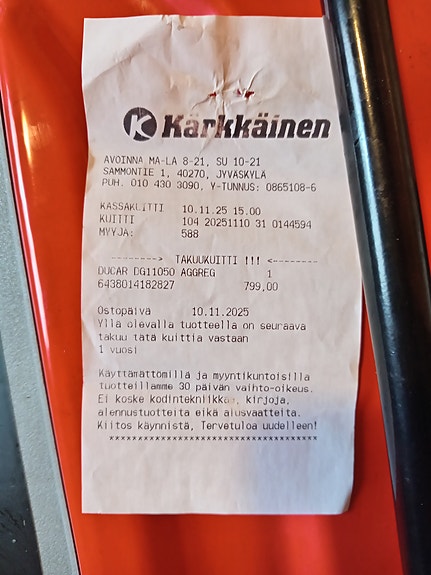 K Kärkkäinen
AVOINNA MA-LA 8-21, SU 10-21
SAMMONTIE 1, 40270, JYVÄSKYLÄ
PUH. 010 430 3090, Y-TUNNUS: 0865108-6
KASSAKUITTI 10.11.25 15.00
KUITTI 104 20251110 31 0144594
MYYJÄ: 588
--------> TAKUUKUITTI !!! <--------
DUCAR DG11050 AGGREG 1
6438014182827 799,00
Ostopäivä 10.11.2025
Yllä olevalla tuotteella on seuraava
takuu tätä kuittia vastaan
1 vuosi
Käyttämättömillä ja myyntikuntoisilla
tuotteillamme 30 päivän vaihto-oikeus.
Ei koske kodintekniikkaa, kirjoja,
alennustuotteita eikä alusvaatteita.
Kiitos käynnistä, Tervetuloa uudelleen!
************************************